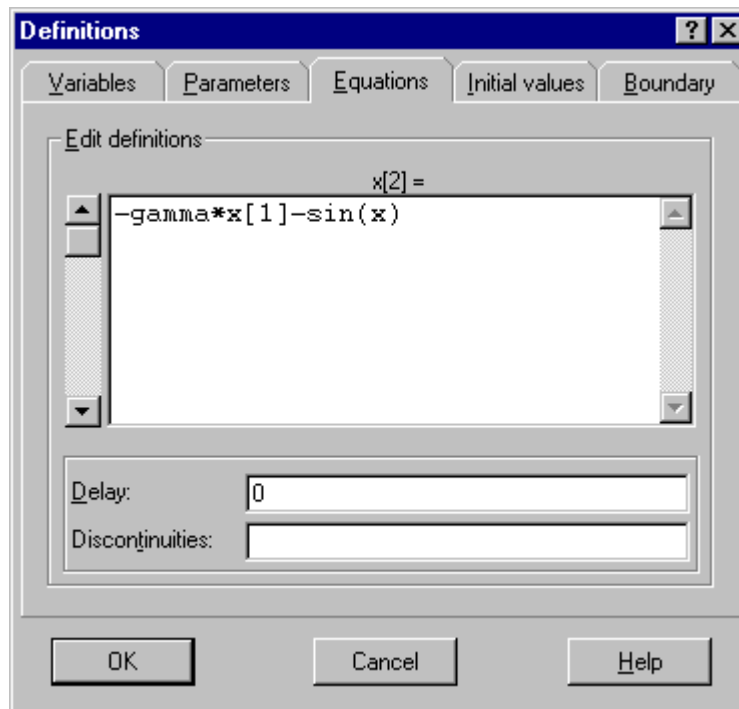 Definitions
Variables Parameters Equations Initial values Boundary
Edit definitions
x[2] =
-gamma*x[1]-sin(x)
Delay: 0
Discontinuities:
OK Cancel Help